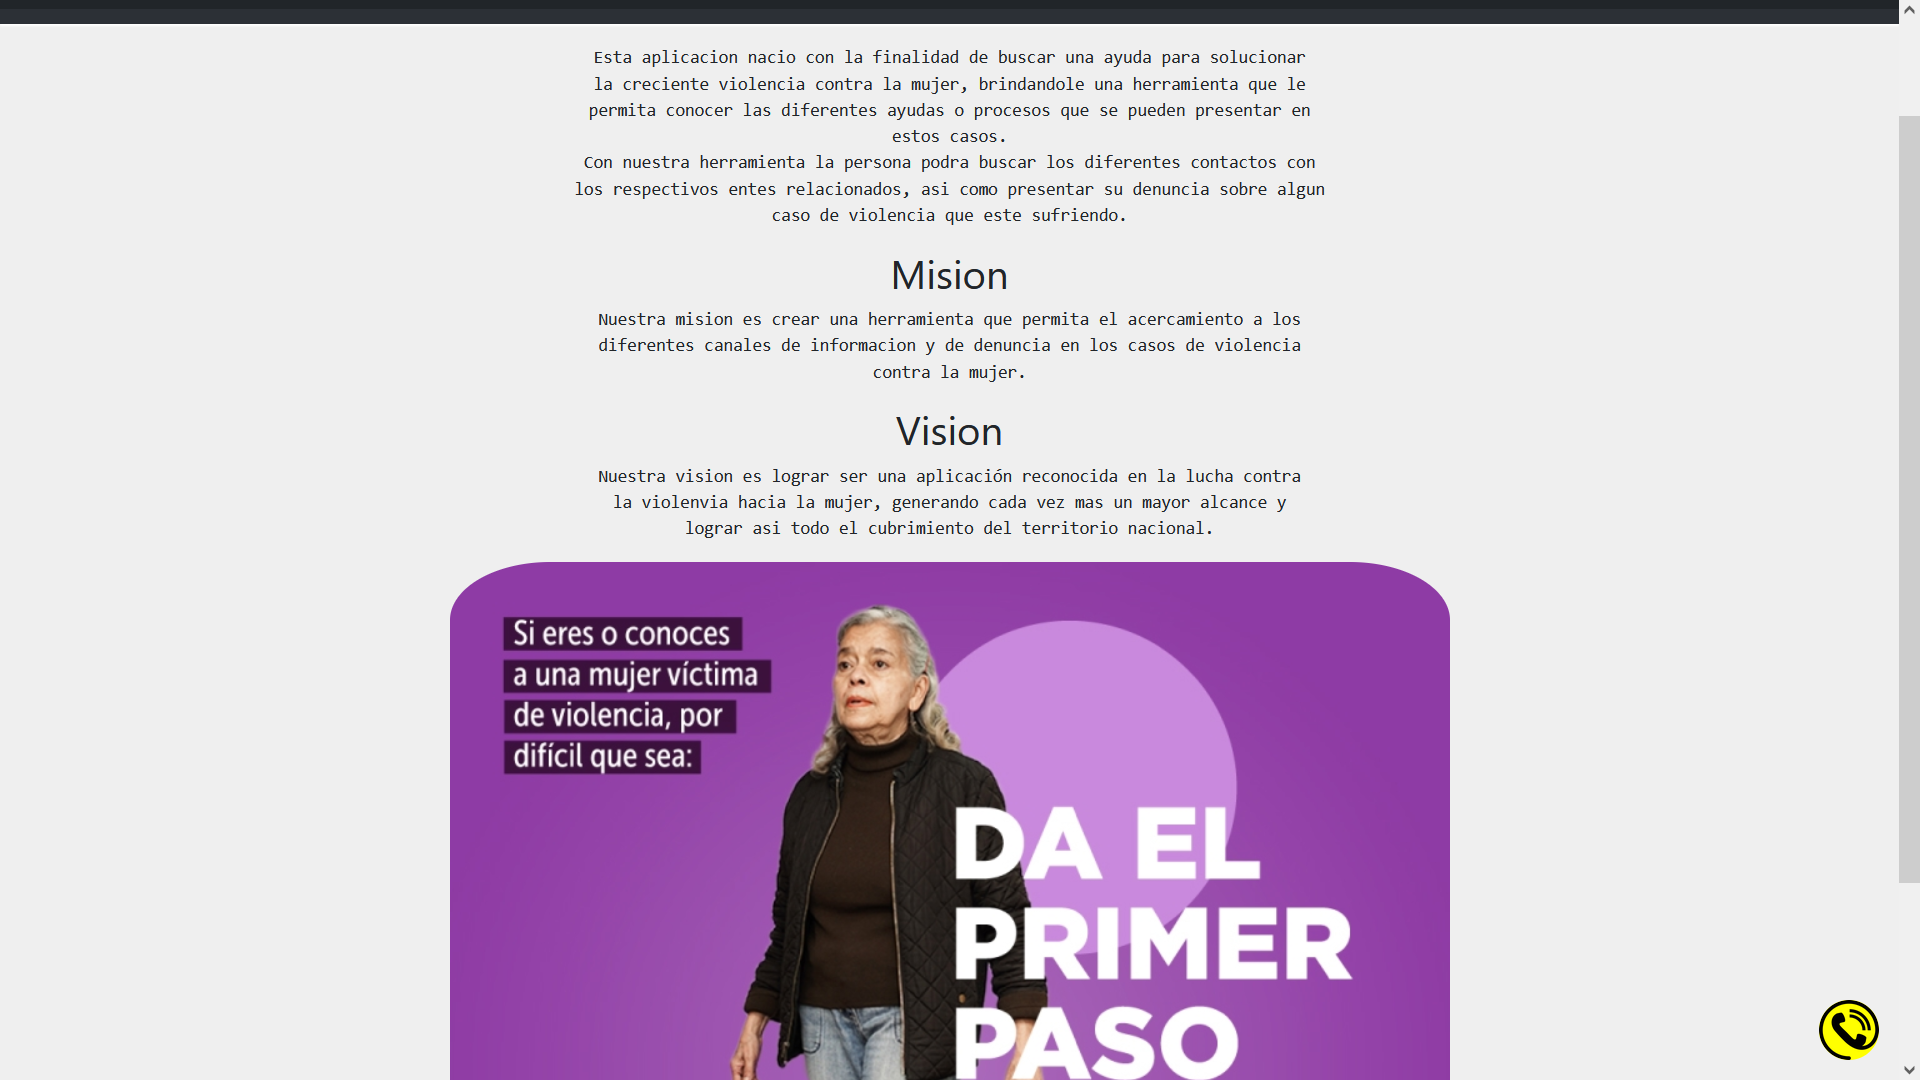 Esta aplicacion nacio con la finalidad de buscar una ayuda para solucionar
la creciente violencia contra la mujer, brindandole una herramienta que le
permita conocer las diferentes ayudas o procesos que se pueden presentar en
estos casos.
Con nuestra herramienta la persona podra buscar los diferentes contactos con
los respectivos entes relacionados, asi como presentar su denuncia sobre algun
caso de violencia que este sufriendo.
Mision
Nuestra mision es crear una herramienta que permita el acercamiento a los
diferentes canales de informacion y de denuncia en los casos de violencia
contra la mujer.
Vision
Nuestra vision es lograr ser una aplicación reconocida en la lucha contra
la violenvia hacia la mujer, generando cada vez mas un mayor alcance y
lograr asi todo el cubrimiento del territorio nacional.
Si eres o conoces
a una mujer víctima
de violencia, por
difícil que sea:
DA EL
PRIMER
PASO